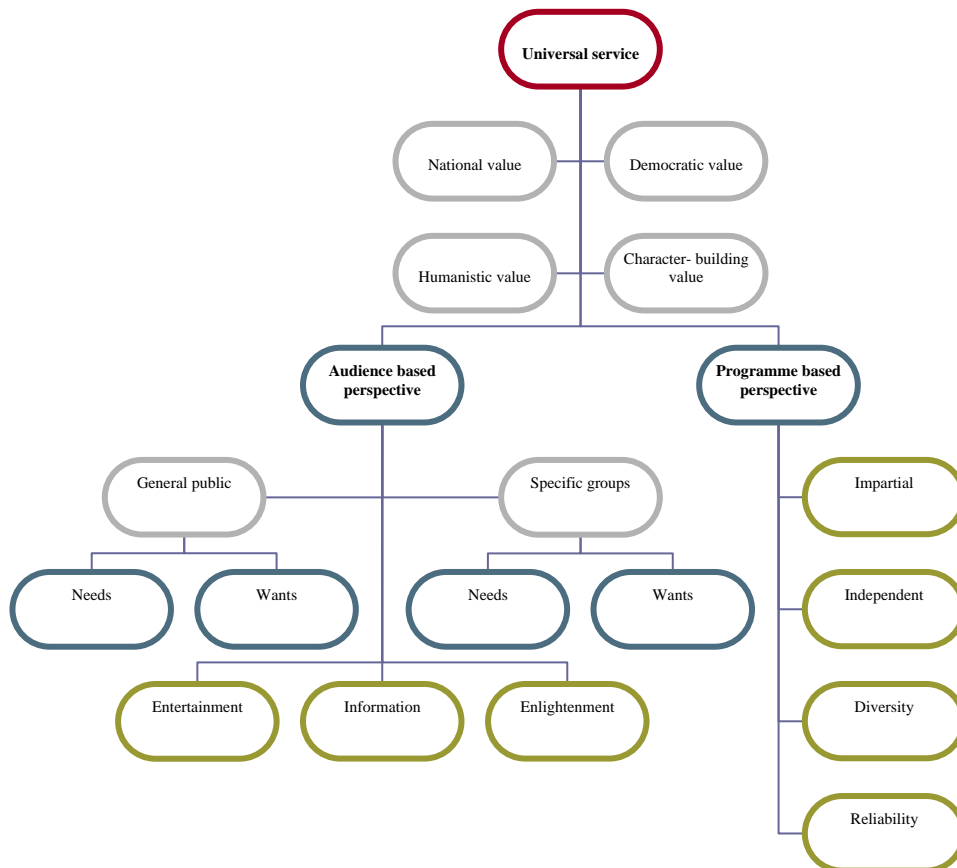 Universal service
National value
Democratic value
Humanistic value
Character- building
value
Audience based
perspective
Programme based
perspective
General public
Specific groups
Impartial
Needs
Wants
Needs
Wants
Independent
Entertainment
Information
Enlightenment
Diversity
Reliability